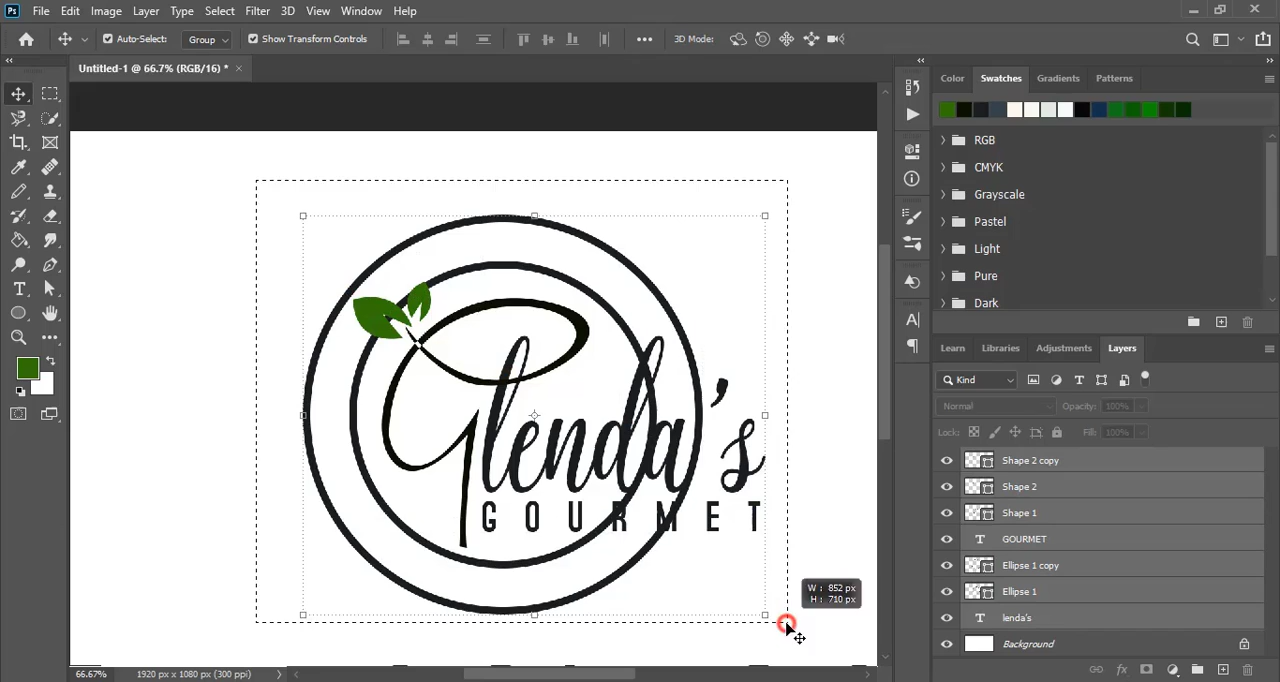 Ps File Edit Image Layer Type Select Filter 3D View Window Help
Auto-Select: Group Show Transform Controls 3D Mode:
Untitled-1 @ 66.7% (RGB/16) * ×
Color Swatches Gradients Patterns
RGB
CMYK
Grayscale
Pastel
Light
Pure
Dark
Glenda's
GOURMET
W : 852 px
H : 710 px
Learn Libraries Adjustments Layers
Kind
Normal Opacity: 100%
Lock: Fill: 100%
Shape 2 copy
Shape 2
Shape 1
T GOURMET
Ellipse 1 copy
Ellipse 1
T lenda's
Background
66.67% 1920 px x 1080 px (300 ppi)